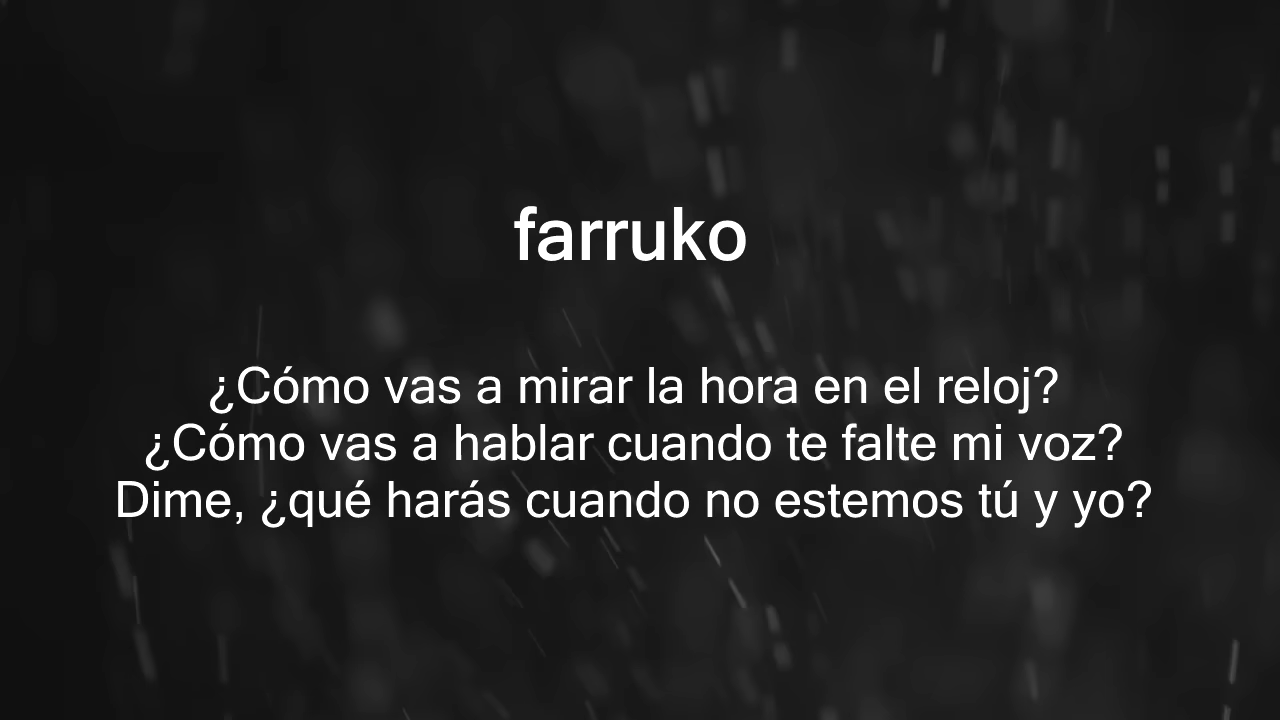 farruko
¿Cómo vas a mirar la hora en el reloj?
¿Cómo vas a hablar cuando te falte mi voz?
Dime, ¿qué harás cuando no estemos tú y yo?